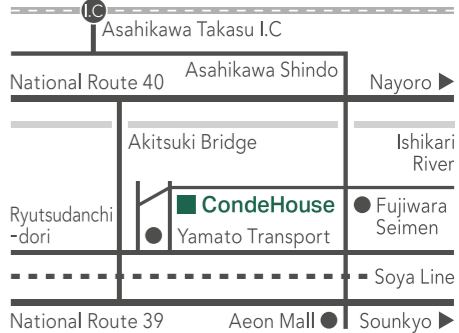 I.C
Asahikawa Takasu I.C
Asahikawa Shindo
National Route 40
Nayoro ▶
Akitsuki Bridge
Ishikari
River
CondeHouse
Fujiwara
Seimen
Ryutsudanchi
-dori
Yamato Transport
Soya Line
National Route 39
Aeon Mall
Sounkyo ▶